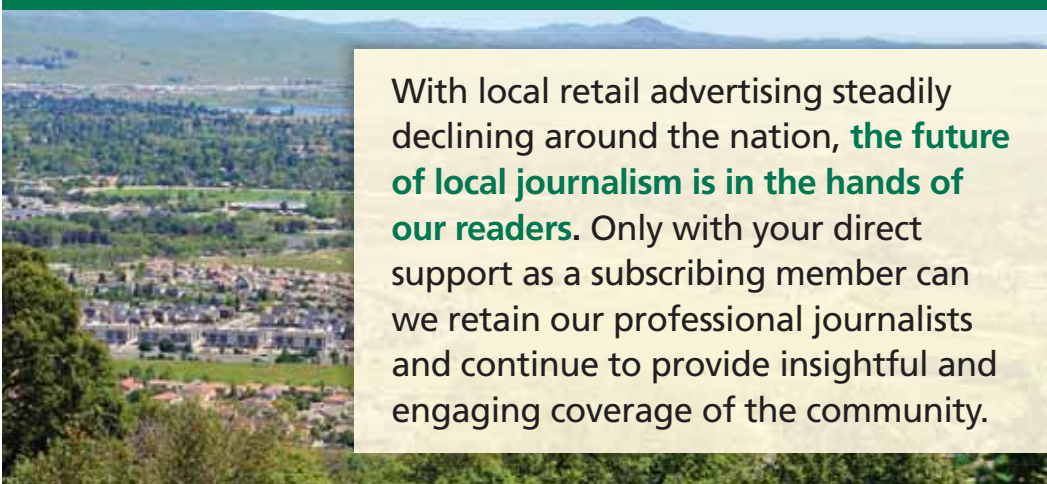 With local retail advertising steadily
declining around the nation, the future
of local journalism is in the hands of
our readers. Only with your direct
support as a subscribing member can
we retain our professional journalists
and continue to provide insightful and
engaging coverage of the community.